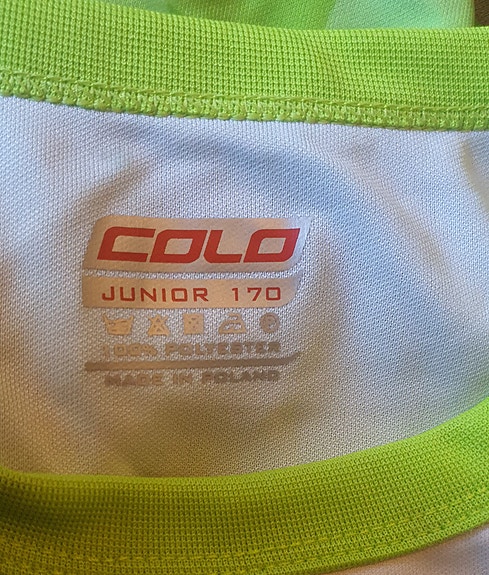 COLO
JUNIOR 170
100% POLYESTER
MADE IN POLAND